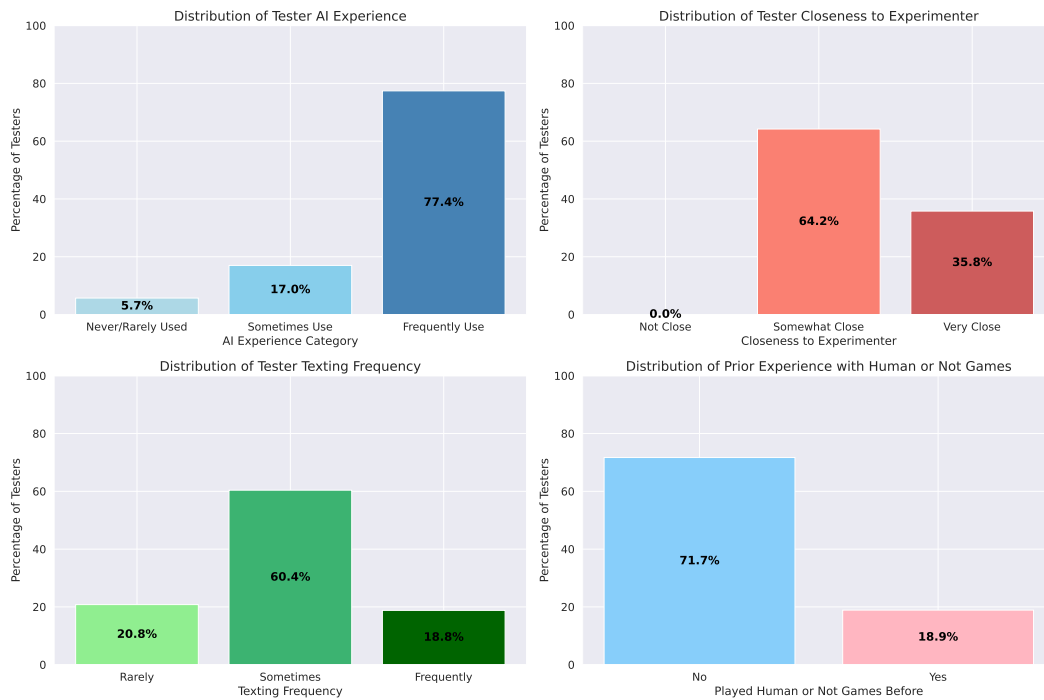 Distribution of Tester AI Experience
Percentage of Testers
100
80
60
40
20
0
5.7%
17.0%
77.4%
Never/Rarely Used
Sometimes Use
Frequently Use
AI Experience Category
Distribution of Tester Closeness to Experimenter
Percentage of Testers
100
80
60
40
20
0
0.0%
64.2%
35.8%
Not Close
Somewhat Close
Very Close
Closeness to Experimenter
Distribution of Tester Texting Frequency
Percentage of Testers
100
80
60
40
20
0
20.8%
60.4%
18.8%
Rarely
Sometimes
Frequently
Texting Frequency
Distribution of Prior Experience with Human or Not Games
Percentage of Testers
100
80
60
40
20
0
71.7%
18.9%
No
Yes
Played Human or Not Games Before